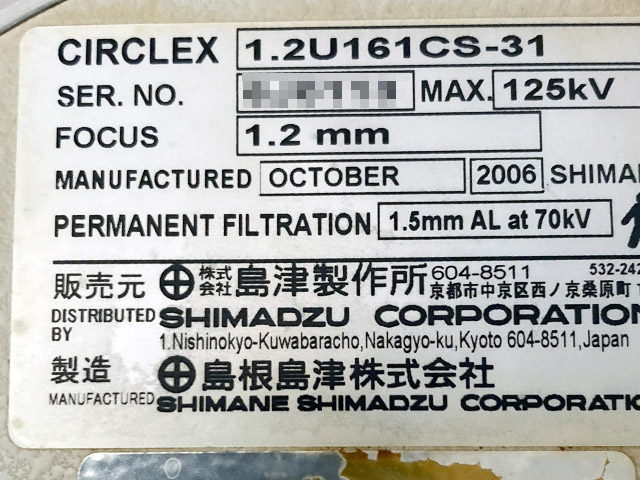 CIRCLEX 1.2U161CS-31
SER. NO. MAX. 125kV
FOCUS 1.2 mm
MANUFACTURED OCTOBER 2006
PERMANENT FILTRATION 1.5mm AL at 70kV
販売元 株式会社 島津製作所 604-8511
京都市中京区西ノ京桑原町
DISTRIBUTED BY SHIMADZU CORPORATION
1.Nishinokyo-Kuwabaracho,Nakagyo-ku,Kyoto 604-8511,Japan
製造 島根島津株式会社
MANUFACTURED SHIMANE SHIMADZU